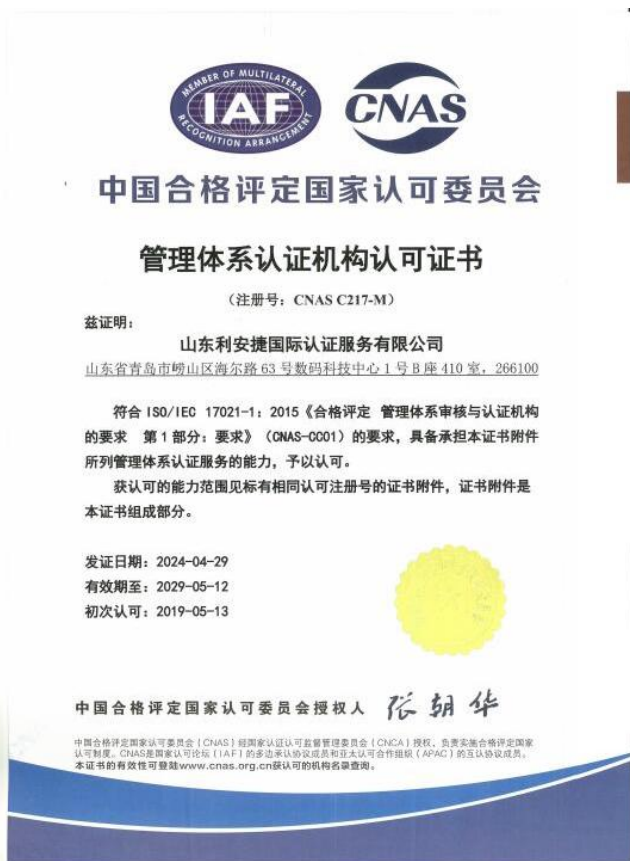 MEMBER OF MULTILATERAL
IAF
RECOGNITION ARRANGEMENT
CNAS
中国合格评定国家认可委员会
管理体系认证机构认可证书
（注册号：CNAS C217-M）
兹证明：
山东利安捷国际认证服务有限公司
山东省青岛市崂山区海尔路 63 号数码科技中心 1 号 B 座 410 室，266100
符合 ISO/IEC 17021-1：2015《合格评定 管理体系审核与认证机构
的要求 第 1 部分：要求》（CNAS-CC01）的要求，具备承担本证书附件
所列管理体系认证服务的能力，予以认可。
获认可的能力范围见标有相同认可注册号的证书附件，证书附件是
本证书组成部分。
发证日期：2024-04-29
有效期至：2029-05-12
初次认可：2019-05-13
中国合格评定国家认可委员会授权人 张朝华
中国合格评定国家认可委员会（CNAS）经国家认证认可监督管理委员会（CNCA）授权，负责实施合格评定国家
认可制度。CNAS是国际认可论坛（IAF）的多边承认协议成员和亚太认可合作组织（APAC）的互认协议成员。
本证书的有效性可登陆www.cnas.org.cn获认可的机构名录查询。